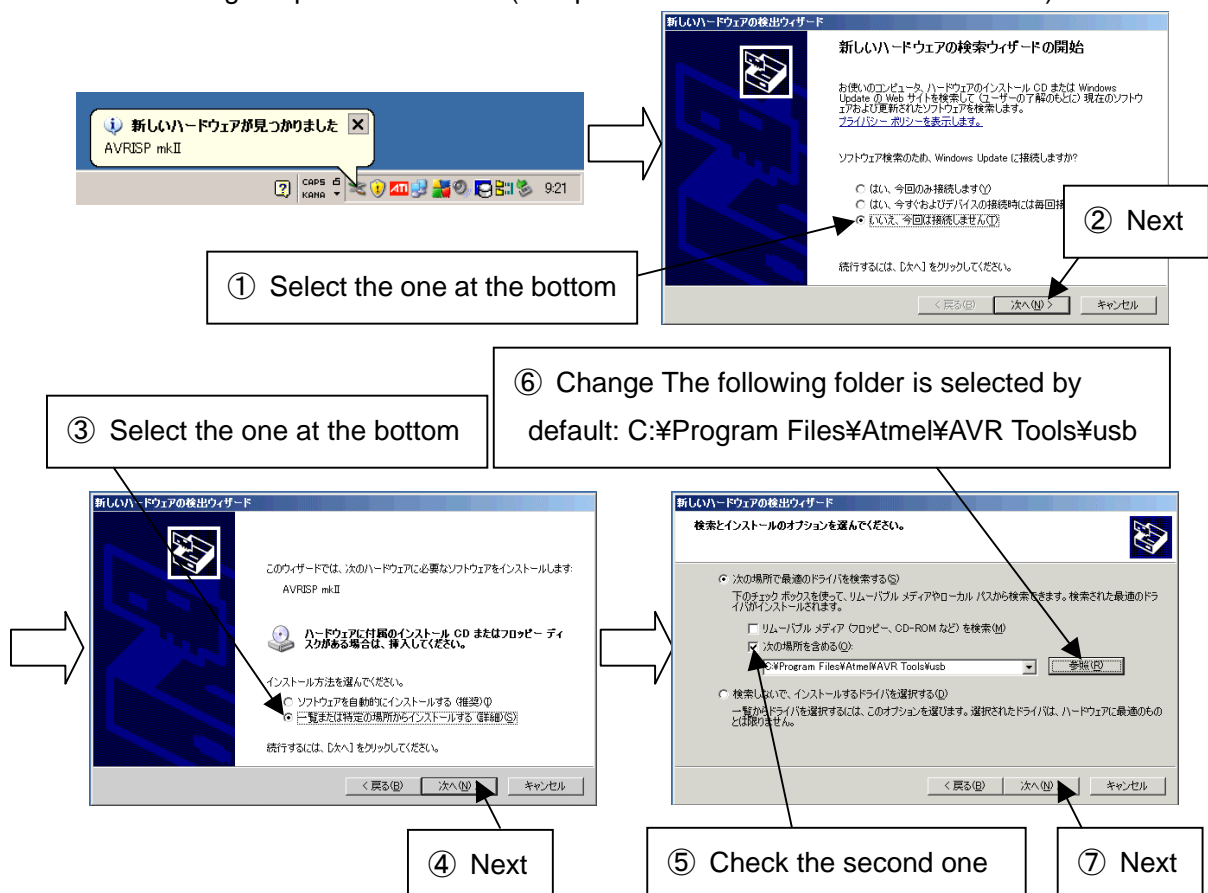 新しいハードウェアが見つかりました
AVRISP mkII
CAPS
KANA
9:21
新しいハードウェアの検出ウィザード
新しいハードウェアの検索ウィザードの開始
お使いのコンピュータ、ハードウェアのインストール CD または Windows
Update の Web サイトを検索して (ユーザーの了解のもとに) 現在のソフトウ
ェアおよび更新されたソフトウェアを検索します。
プライバシー ポリシーを表示します。
ソフトウェア検索のため、Windows Update に接続しますか?
はい、今回のみ接続します(Y)
はい、今すぐおよびデバイスの接続時には毎回接
いいえ、今回は接続しません(T)
続行するには、[次へ] をクリックしてください。
< 戻る(B) 次へ(N) > キャンセル
① Select the one at the bottom
② Next
③ Select the one at the bottom
⑥ Change The following folder is selected by
default: C:¥Program Files¥Atmel¥AVR Tools¥usb
新しいハードウェアの検出ウィザード
このウィザードでは、次のハードウェアに必要なソフトウェアをインストールします:
AVRISP mkII
ハードウェアに付属のインストール CD またはフロッピー ディ
スクがある場合は、挿入してください。
インストール方法を選んでください。
ソフトウェアを自動的にインストールする (推奨)(I)
一覧または特定の場所からインストールする (詳細)(S)
続行するには、[次へ] をクリックしてください。
< 戻る(B) 次へ(N) キャンセル
④ Next
新しいハードウェアの検出ウィザード
検索とインストールのオプションを選んでください。
次の場所で最適のドライバを検索する(S)
下のチェック ボックスを使って、リムーバブル メディアやローカル パスから検索できます。検索された最適のドラ
イバがインストールされます。
リムーバブル メディア (フロッピー、CD-ROM など) を検索(M)
次の場所を含める(O):
C:¥Program Files¥Atmel¥AVR Tools¥usb
参照(R)
検索しないで、インストールするドライバを選択する(D)
一覧からドライバを選択するには、このオプションを選びます。選択されたドライバは、ハードウェアに最適のもの
とは限りません。
< 戻る(B) 次へ(N) キャンセル
⑤ Check the second one
⑦ Next